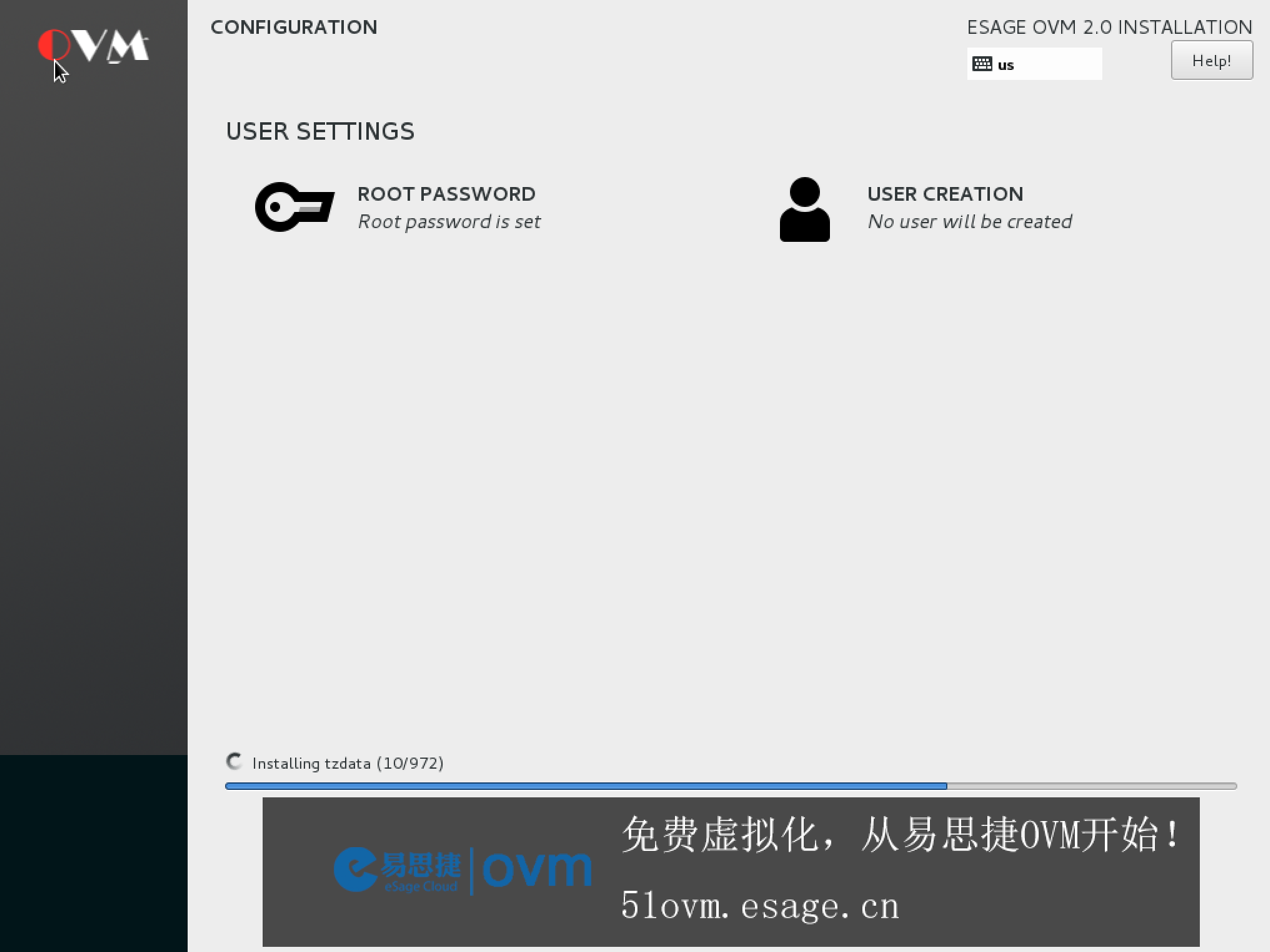 OVM
CONFIGURATION
ESAGE OVM 2.0 INSTALLATION
us
Help!
USER SETTINGS
ROOT PASSWORD
Root password is set
USER CREATION
No user will be created
Installing tzdata (10/972)
易思捷
eSage Cloud
ovm
免费虚拟化，从易思捷OVM开始！
51ovm.esage.cn